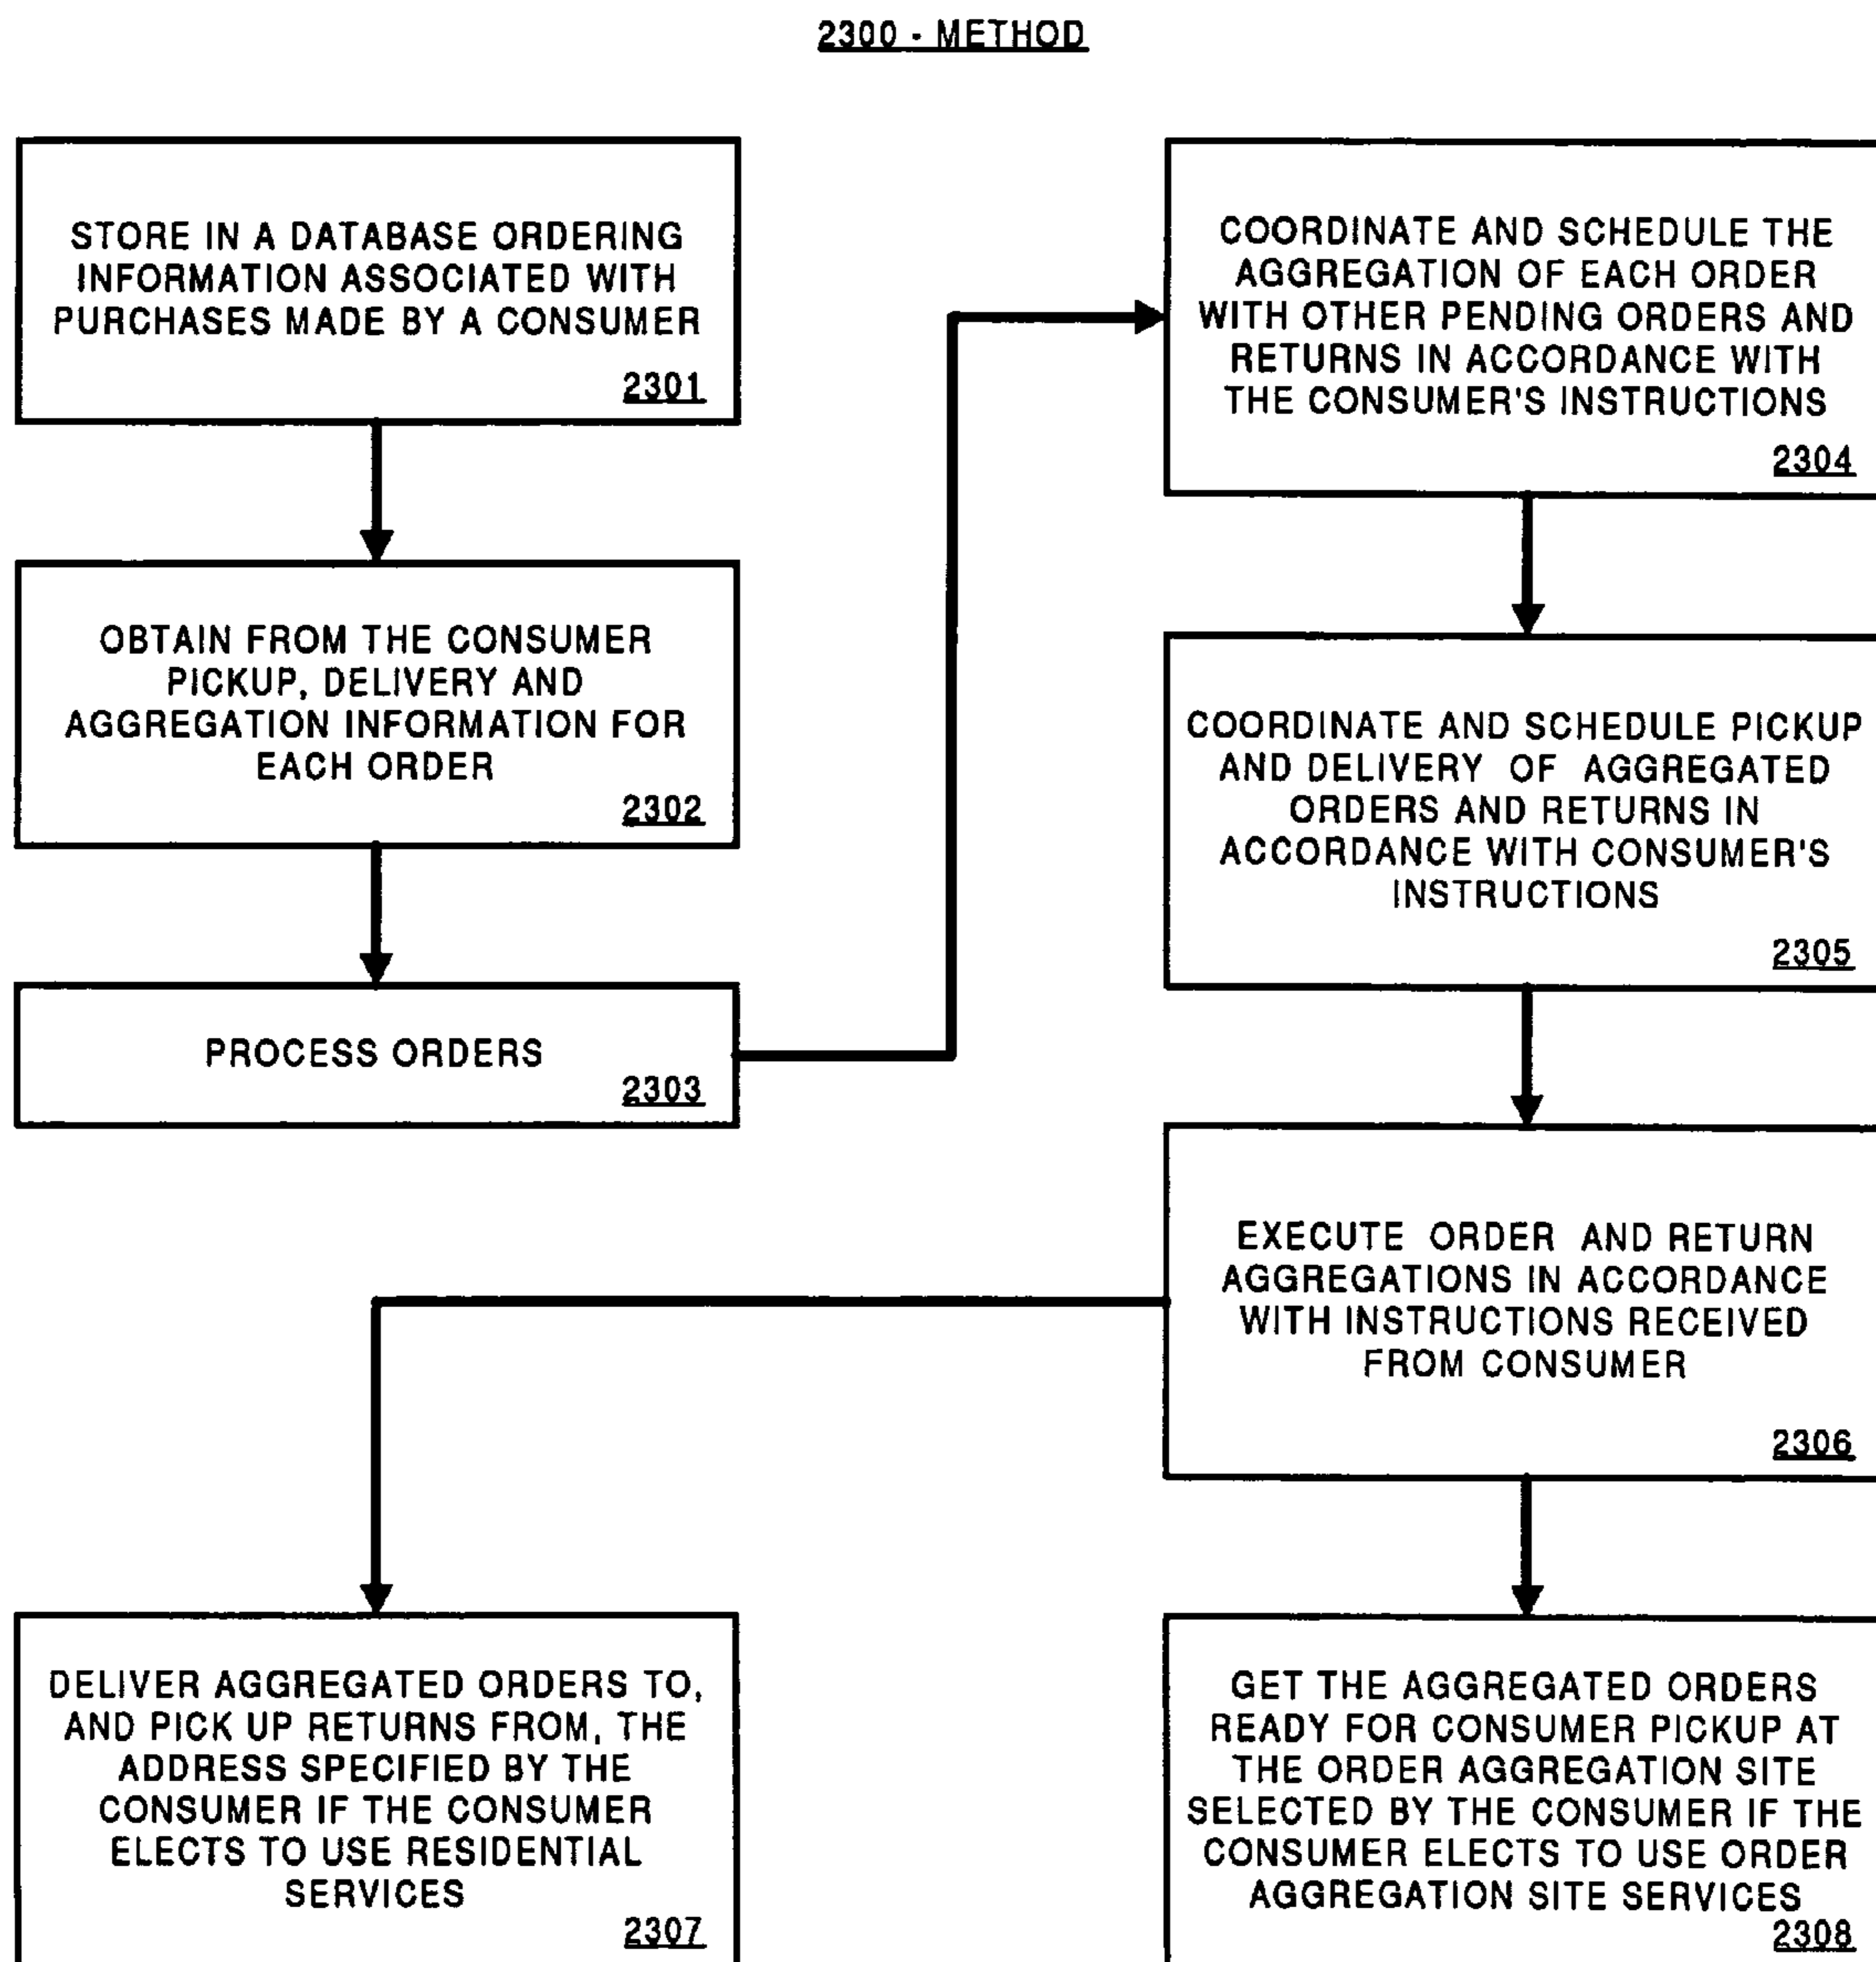 2300 - METHOD
STORE IN A DATABASE ORDERING
INFORMATION ASSOCIATED WITH
PURCHASES MADE BY A CONSUMER
2301
OBTAIN FROM THE CONSUMER
PICKUP, DELIVERY AND
AGGREGATION INFORMATION FOR
EACH ORDER
2302
PROCESS ORDERS
2303
COORDINATE AND SCHEDULE THE
AGGREGATION OF EACH ORDER
WITH OTHER PENDING ORDERS AND
RETURNS IN ACCORDANCE WITH
THE CONSUMER'S INSTRUCTIONS
2304
COORDINATE AND SCHEDULE PICKUP
AND DELIVERY OF AGGREGATED
ORDERS AND RETURNS IN
ACCORDANCE WITH CONSUMER'S
INSTRUCTIONS
2305
EXECUTE ORDER AND RETURN
AGGREGATIONS IN ACCORDANCE
WITH INSTRUCTIONS RECEIVED
FROM CONSUMER
2306
DELIVER AGGREGATED ORDERS TO,
AND PICK UP RETURNS FROM, THE
ADDRESS SPECIFIED BY THE
CONSUMER IF THE CONSUMER
ELECTS TO USE RESIDENTIAL
SERVICES
2307
GET THE AGGREGATED ORDERS
READY FOR CONSUMER PICKUP AT
THE ORDER AGGREGATION SITE
SELECTED BY THE CONSUMER IF THE
CONSUMER ELECTS TO USE ORDER
AGGREGATION SITE SERVICES
2308